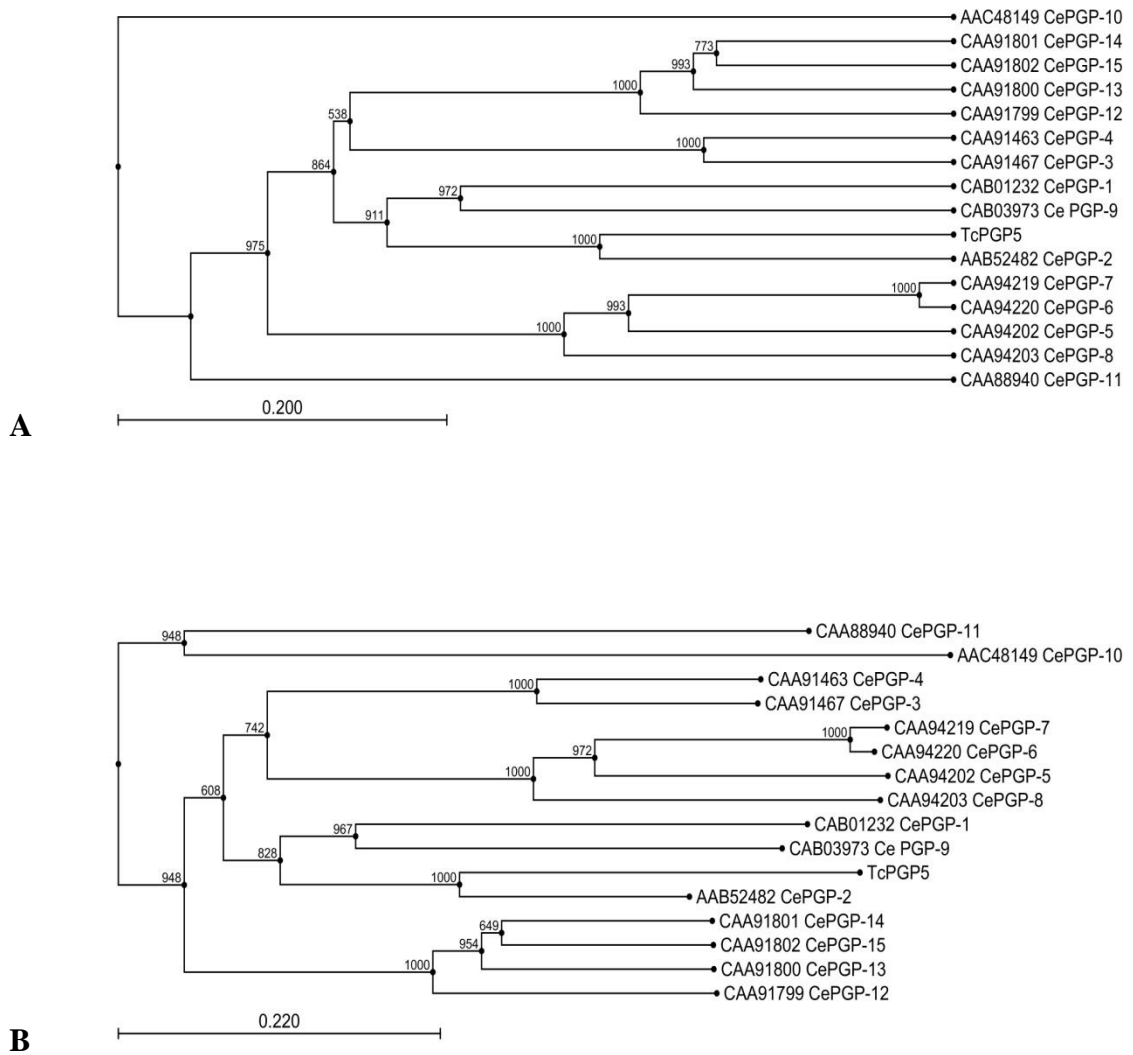 AAC48149 CePGP-10
CAA91801 CePGP-14
773
CAA91802 CePGP-15
993
CAA91800 CePGP-13
1000
CAA91799 CePGP-12
538
CAA91463 CePGP-4
1000
CAA91467 CePGP-3
864
CAB01232 CePGP-1
972
CAB03973 Ce PGP-9
911
TcPGP5
1000
AAB52482 CePGP-2
975
CAA94219 CePGP-7
1000
CAA94220 CePGP-6
993
CAA94202 CePGP-5
1000
CAA94203 CePGP-8
CAA88940 CePGP-11
0.200
A
CAA88940 CePGP-11
948
AAC48149 CePGP-10
CAA91463 CePGP-4
1000
CAA91467 CePGP-3
742
CAA94219 CePGP-7
1000
CAA94220 CePGP-6
972
CAA94202 CePGP-5
1000
CAA94203 CePGP-8
608
CAB01232 CePGP-1
967
CAB03973 Ce PGP-9
828
TcPGP5
1000
AAB52482 CePGP-2
948
CAA91801 CePGP-14
649
CAA91802 CePGP-15
954
CAA91800 CePGP-13
1000
CAA91799 CePGP-12
0.220
B